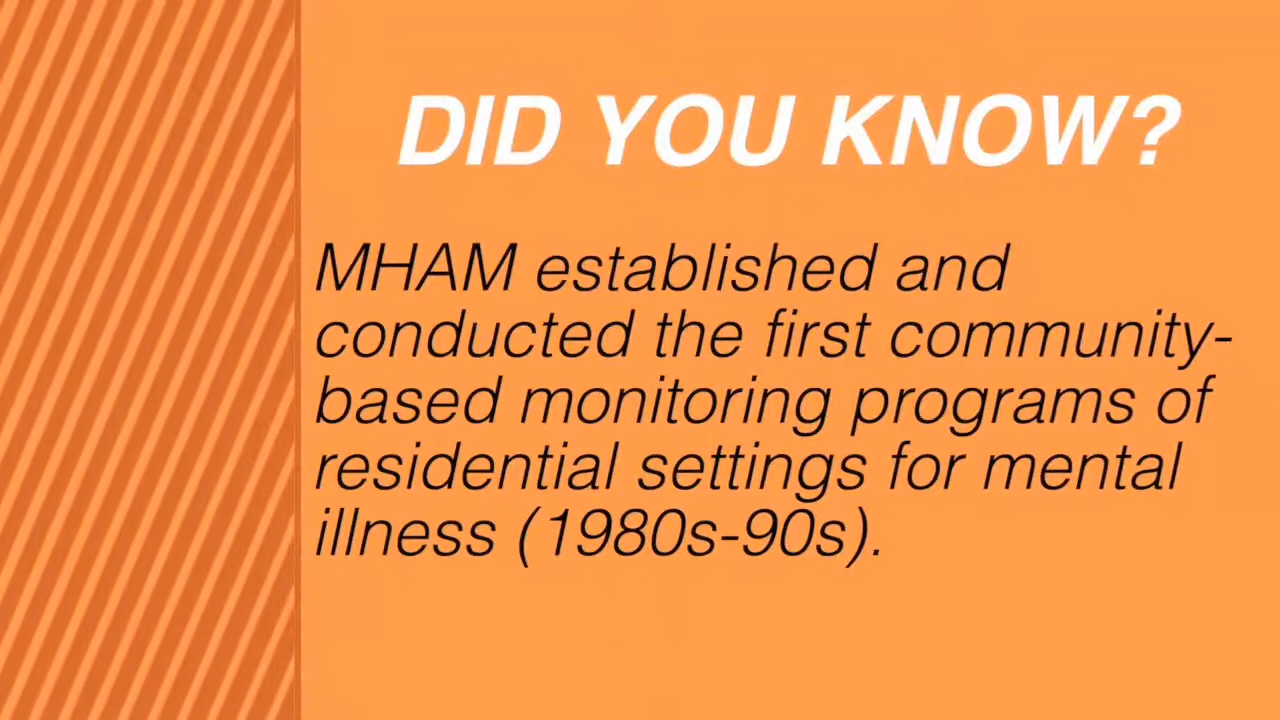 DID YOU KNOW?
MHAM established and
conducted the first community-
based monitoring programs of
residential settings for mental
illness (1980s-90s).